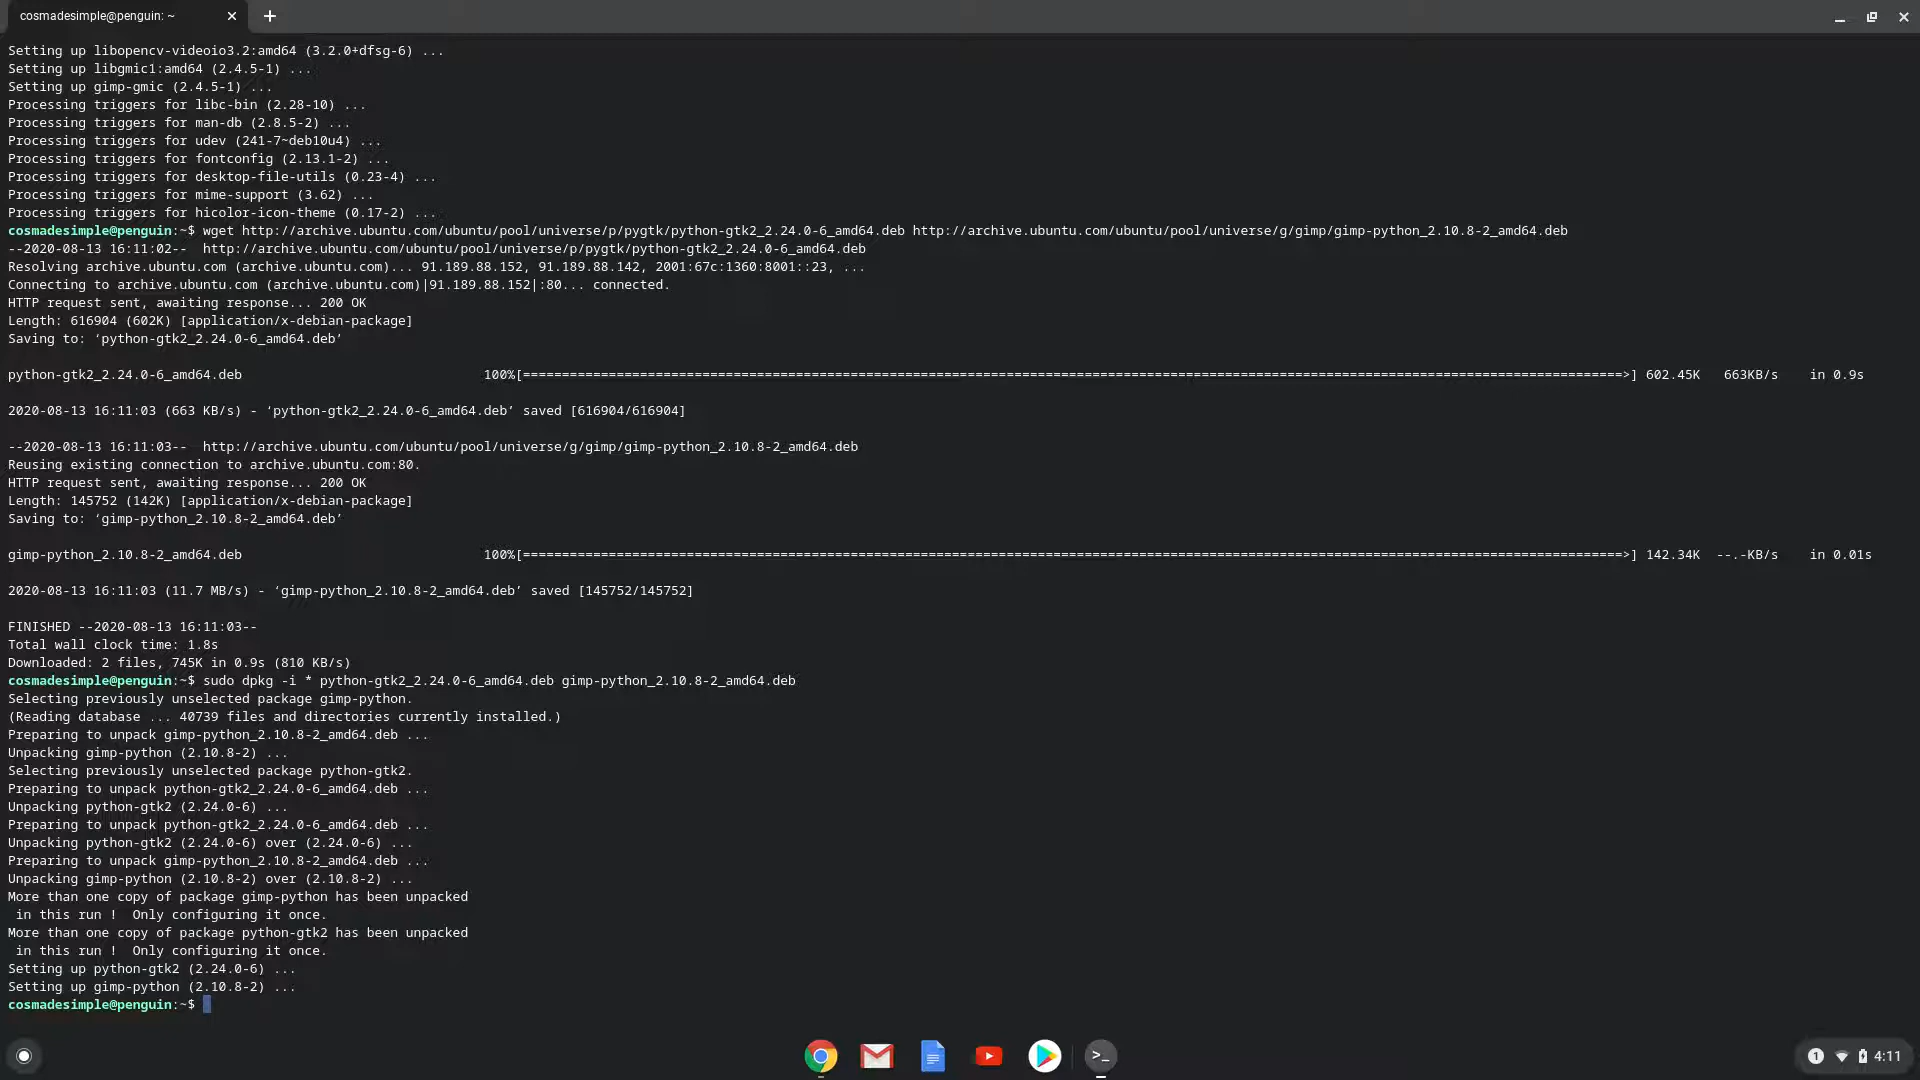 cosmadesimple@penguin: ~
Setting up libopencv-videoio3.2:amd64 (3.2.0+dfsg-6) ...
Setting up libgmic1:amd64 (2.4.5-1) ...
Setting up gimp-gmic (2.4.5-1) ...
Processing triggers for libc-bin (2.28-10) ...
Processing triggers for man-db (2.8.5-2) ...
Processing triggers for udev (241-7~deb10u4) ...
Processing triggers for fontconfig (2.13.1-2) ...
Processing triggers for desktop-file-utils (0.23-4) ...
Processing triggers for mime-support (3.62) ...
Processing triggers for hicolor-icon-theme (0.17-2) ...
cosmadesimple@penguin:~$ wget http://archive.ubuntu.com/ubuntu/pool/universe/p/pygtk/python-gtk2_2.24.0-6_amd64.deb http://archive.ubuntu.com/ubuntu/pool/universe/g/gimp/gimp-python_2.10.8-2_amd64.deb
--2020-08-13 16:11:02--  http://archive.ubuntu.com/ubuntu/pool/universe/p/pygtk/python-gtk2_2.24.0-6_amd64.deb
Resolving archive.ubuntu.com (archive.ubuntu.com)... 91.189.88.152, 91.189.88.142, 2001:67c:1360:8001::23, ...
Connecting to archive.ubuntu.com (archive.ubuntu.com)|91.189.88.152|:80... connected.
HTTP request sent, awaiting response... 200 OK
Length: 616904 (602K) [application/x-debian-package]
Saving to: ‘python-gtk2_2.24.0-6_amd64.deb’
python-gtk2_2.24.0-6_amd64.deb 100%[=============================================================================================================================================>] 602.45K 663KB/s in 0.9s
2020-08-13 16:11:03 (663 KB/s) - ‘python-gtk2_2.24.0-6_amd64.deb’ saved [616904/616904]
--2020-08-13 16:11:03--  http://archive.ubuntu.com/ubuntu/pool/universe/g/gimp/gimp-python_2.10.8-2_amd64.deb
Reusing existing connection to archive.ubuntu.com:80.
HTTP request sent, awaiting response... 200 OK
Length: 145752 (142K) [application/x-debian-package]
Saving to: ‘gimp-python_2.10.8-2_amd64.deb’
gimp-python_2.10.8-2_amd64.deb 100%[=============================================================================================================================================>] 142.34K --.-KB/s in 0.01s
2020-08-13 16:11:03 (11.7 MB/s) - ‘gimp-python_2.10.8-2_amd64.deb’ saved [145752/145752]
FINISHED --2020-08-13 16:11:03--
Total wall clock time: 1.8s
Downloaded: 2 files, 745K in 0.9s (810 KB/s)
cosmadesimple@penguin:~$ sudo dpkg -i * python-gtk2_2.24.0-6_amd64.deb gimp-python_2.10.8-2_amd64.deb
Selecting previously unselected package gimp-python.
(Reading database ... 40739 files and directories currently installed.)
Preparing to unpack gimp-python_2.10.8-2_amd64.deb ...
Unpacking gimp-python (2.10.8-2) ...
Selecting previously unselected package python-gtk2.
Preparing to unpack python-gtk2_2.24.0-6_amd64.deb ...
Unpacking python-gtk2 (2.24.0-6) ...
Preparing to unpack python-gtk2_2.24.0-6_amd64.deb ...
Unpacking python-gtk2 (2.24.0-6) over (2.24.0-6) ...
Preparing to unpack gimp-python_2.10.8-2_amd64.deb ...
Unpacking gimp-python (2.10.8-2) over (2.10.8-2) ...
More than one copy of package gimp-python has been unpacked
 in this run !  Only configuring it once.
More than one copy of package python-gtk2 has been unpacked
 in this run !  Only configuring it once.
Setting up python-gtk2 (2.24.0-6) ...
Setting up gimp-python (2.10.8-2) ...
cosmadesimple@penguin:~$
>_
1 4:11